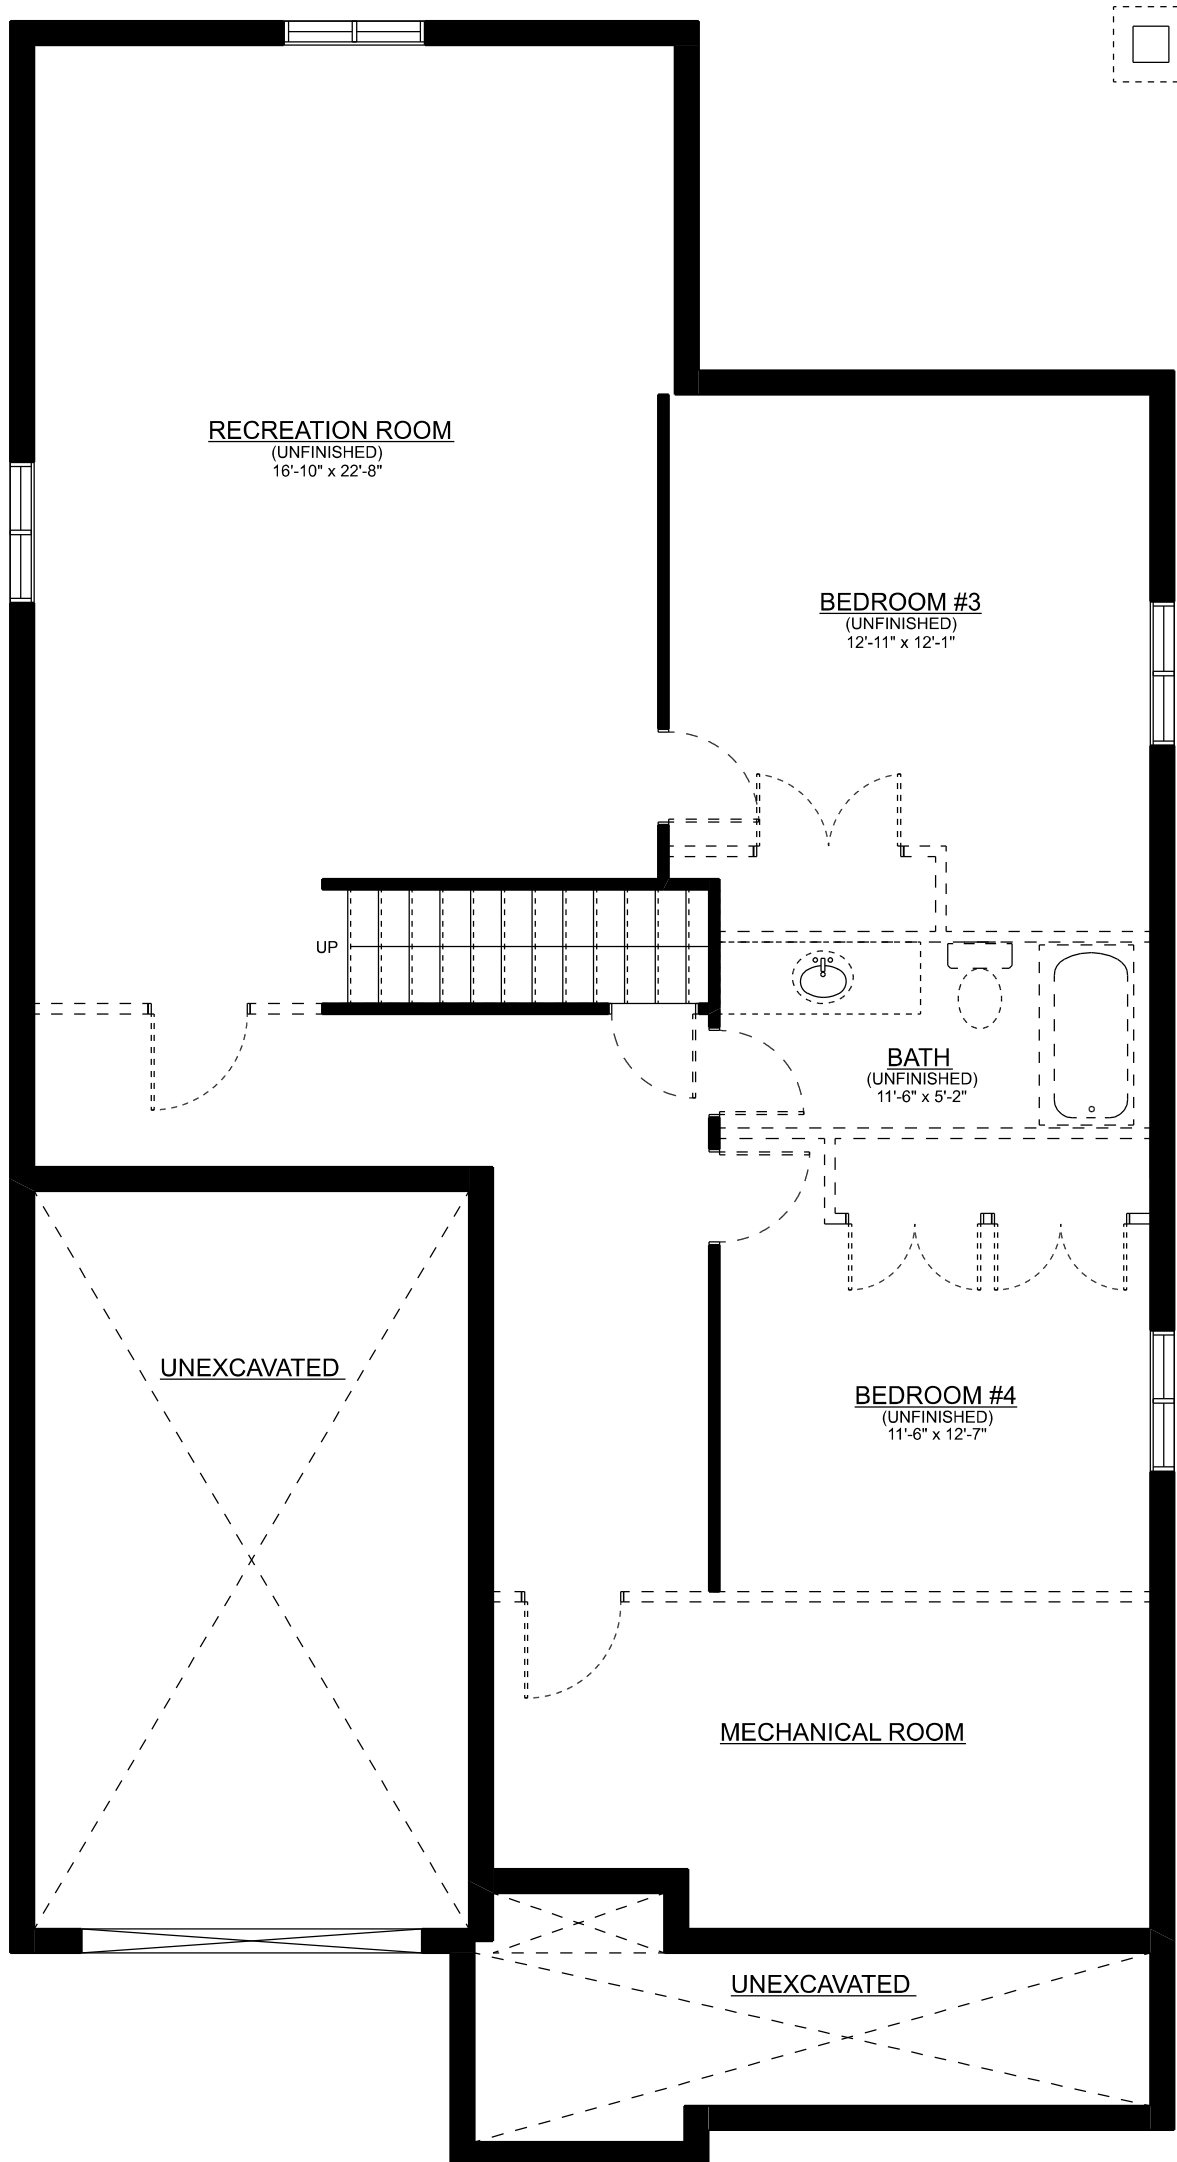 RECREATION ROOM
(UNFINISHED)
16'-10" x 22'-8"
BEDROOM #3
(UNFINISHED)
12'-11" x 12'-1"
UP
BATH
(UNFINISHED)
11'-6" x 5'-2"
UNEXCAVATED
BEDROOM #4
(UNFINISHED)
11'-6" x 12'-7"
MECHANICAL ROOM
UNEXCAVATED